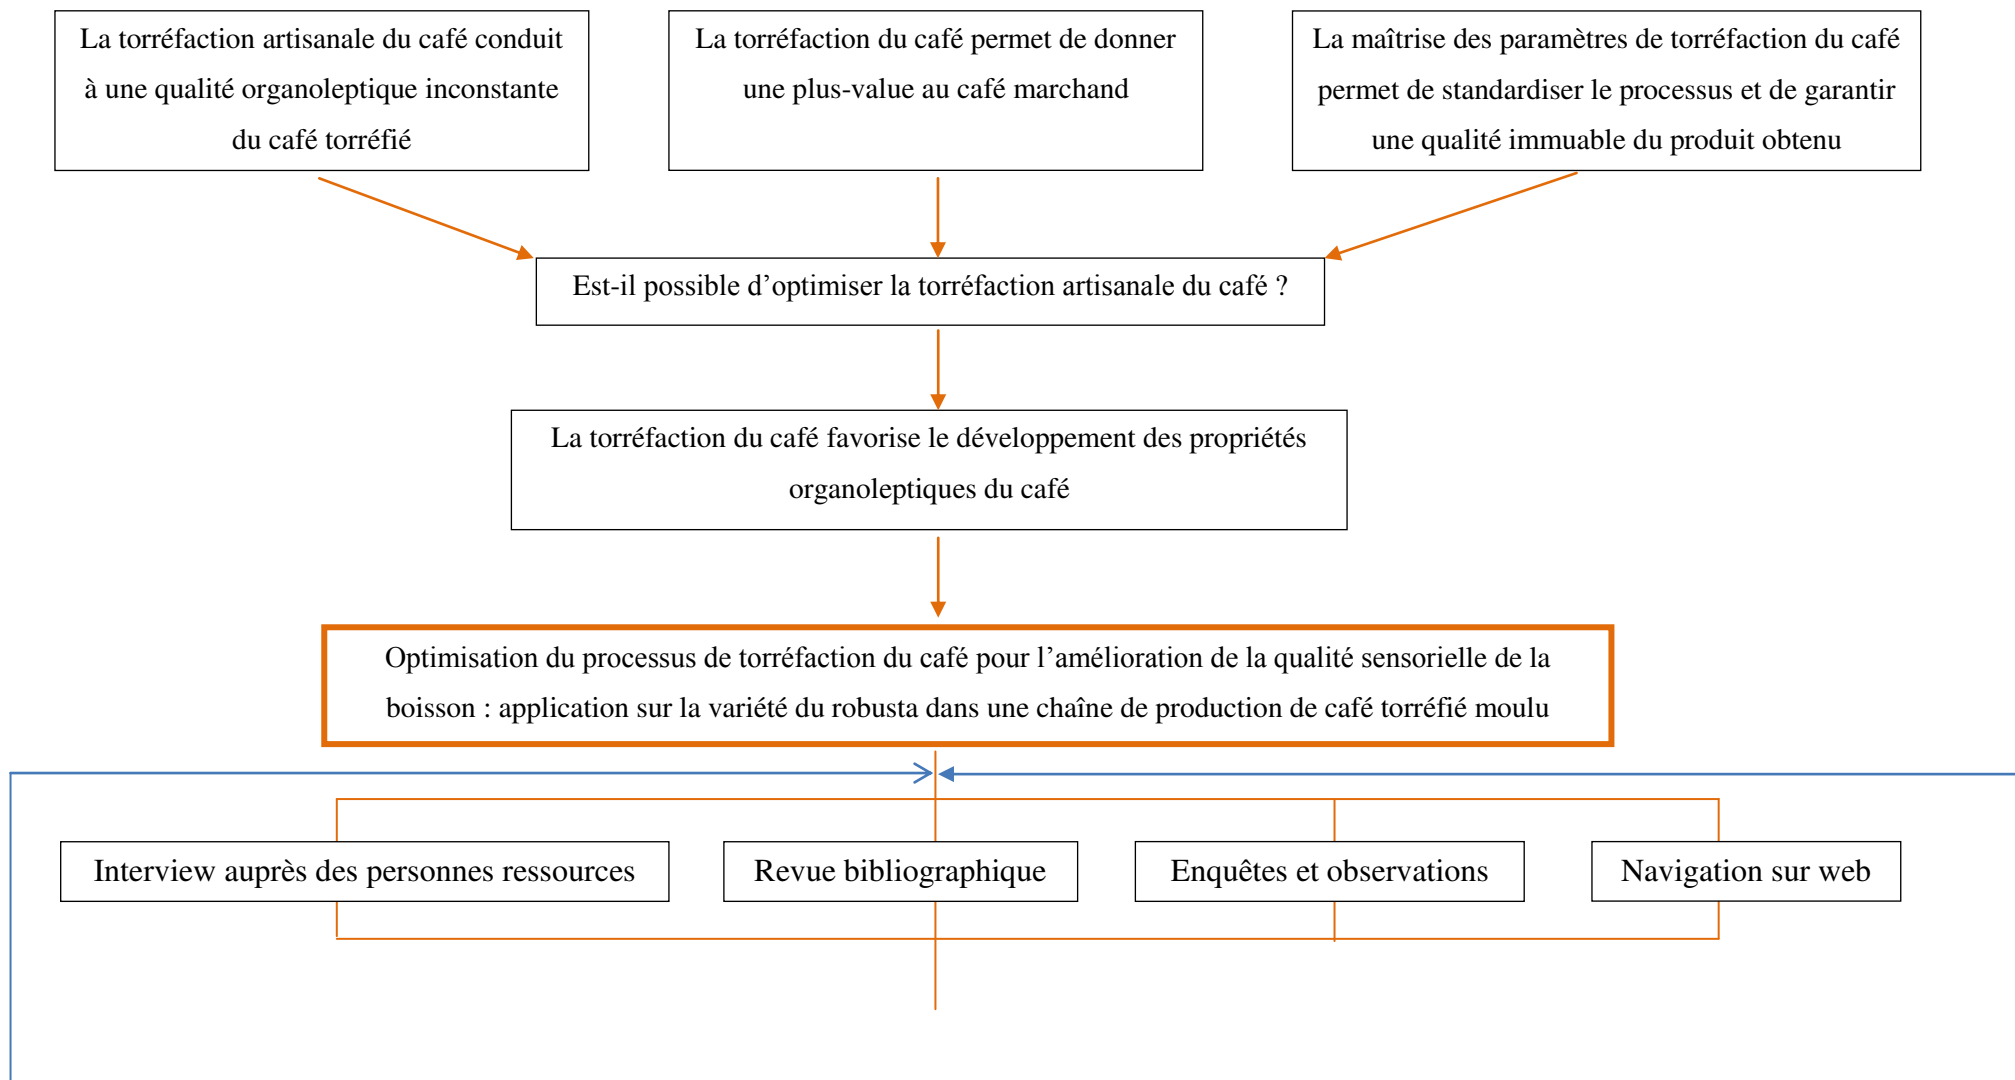 La torréfaction artisanale du café conduit
à une qualité organoleptique inconstante
du café torréfié
La torréfaction du café permet de donner
une plus-value au café marchand
La maîtrise des paramètres de torréfaction du café
permet de standardiser le processus et de garantir
une qualité immuable du produit obtenu
Est-il possible d’optimiser la torréfaction artisanale du café ?
La torréfaction du café favorise le développement des propriétés
organoleptiques du café
Optimisation du processus de torréfaction du café pour l’amélioration de la qualité sensorielle de la
boisson : application sur la variété du robusta dans une chaîne de production de café torréfié moulu
Interview auprès des personnes ressources
Revue bibliographique
Enquêtes et observations
Navigation sur web